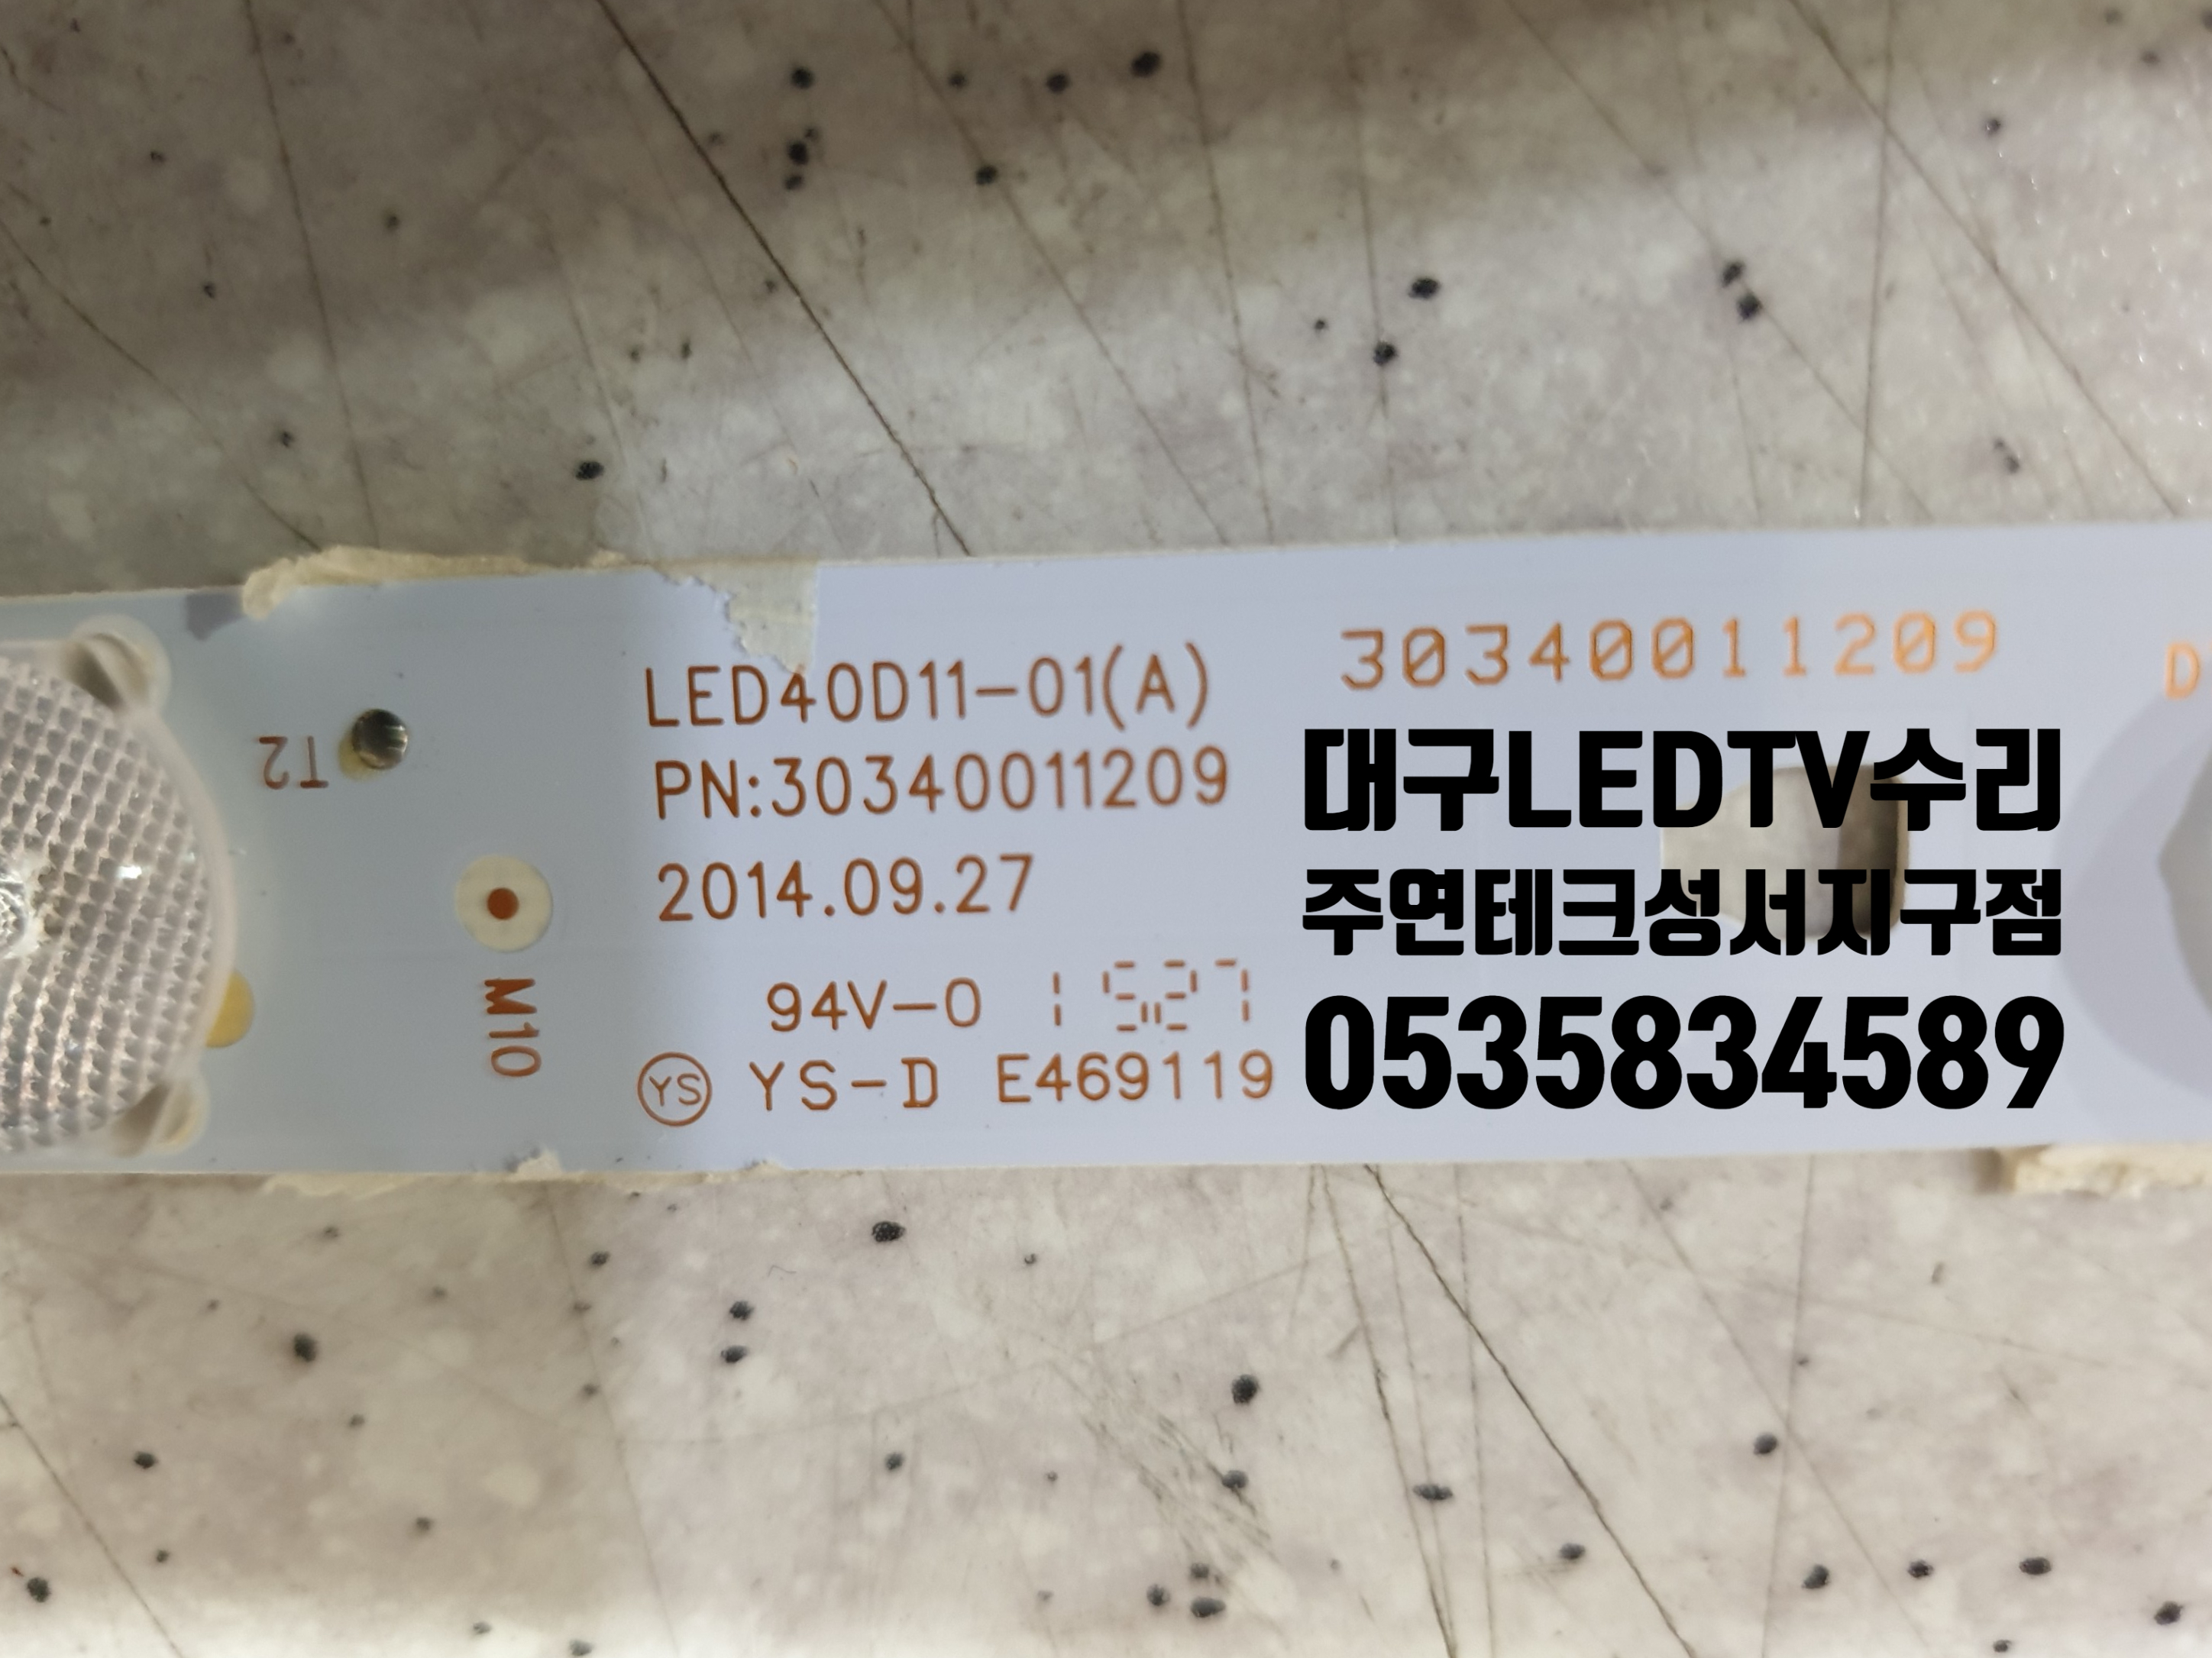 LED40D11-01(A)
30340011209
PN:30340011209
2014.09.27
94V-0 1527
YS YS-D E469119
T2
M10
D
대구LEDTV수리
주연테크성서지구점
0535834589